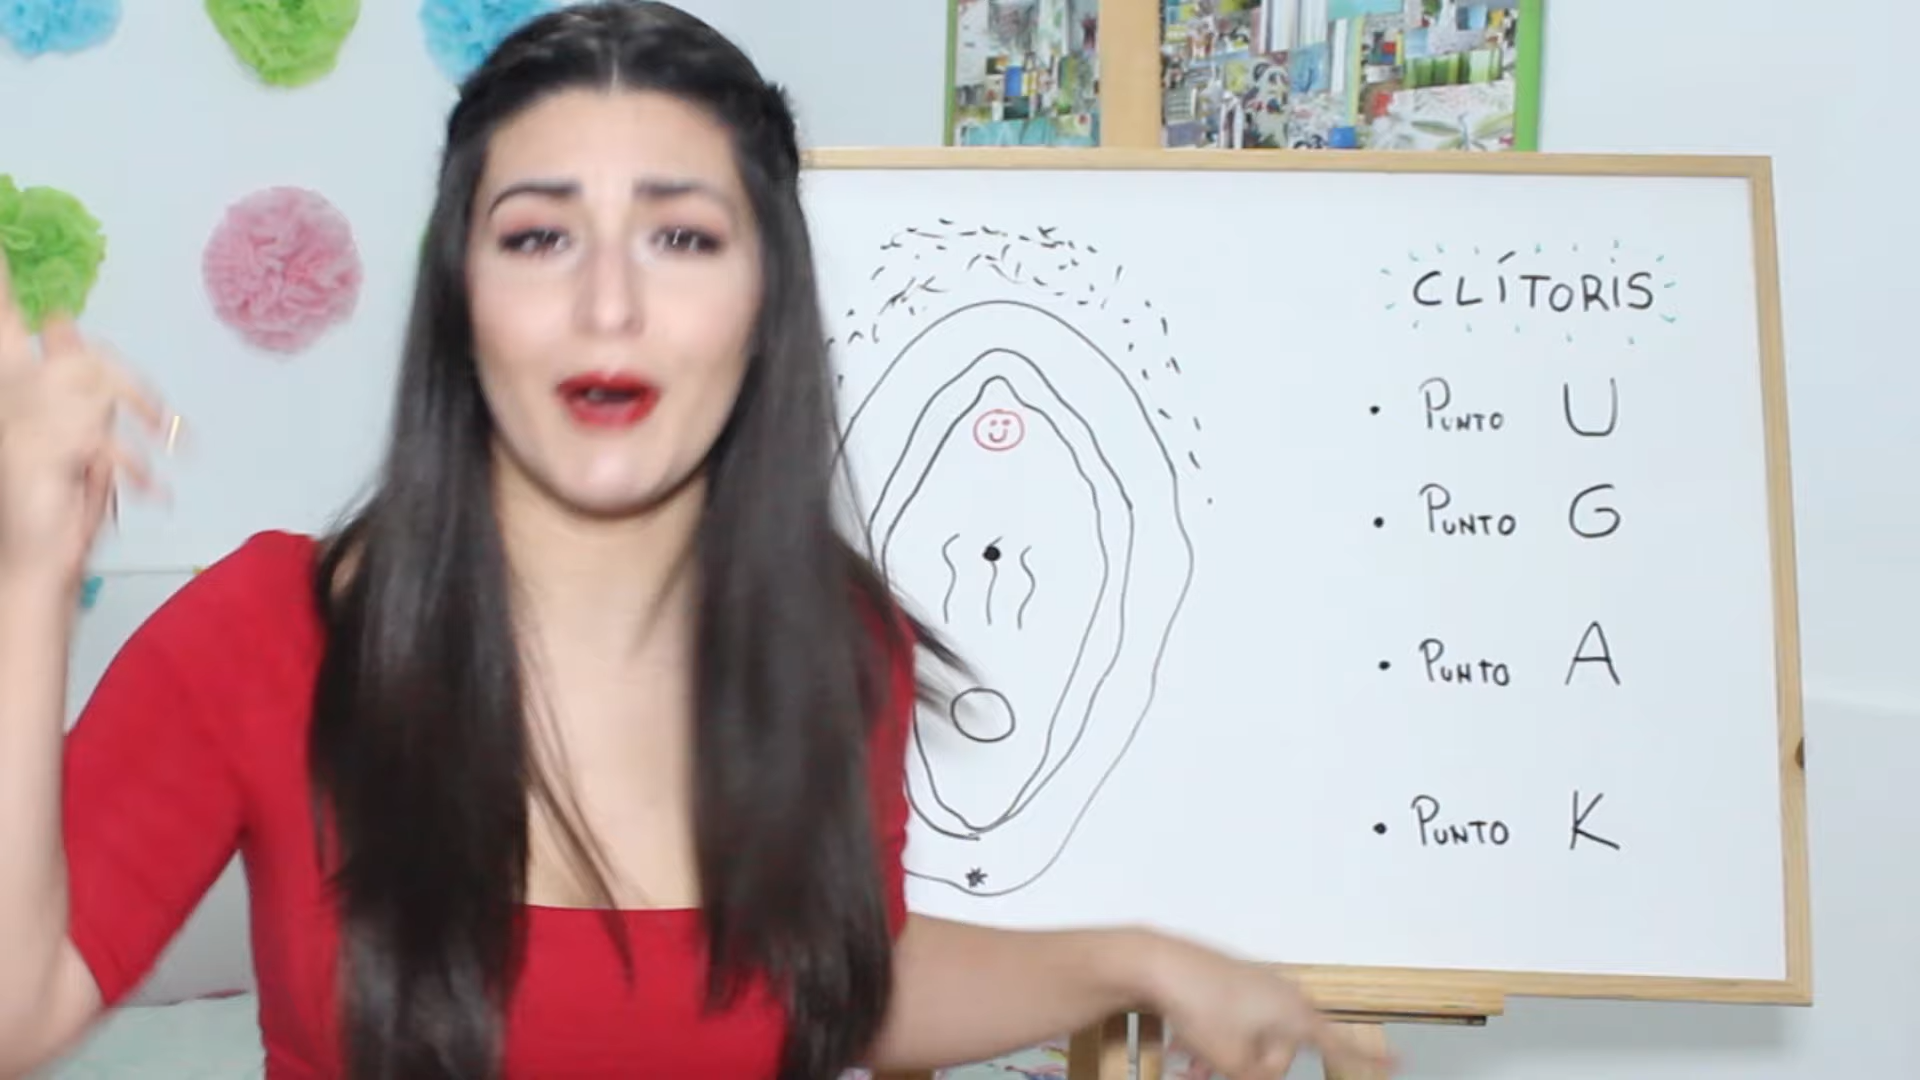 CLÍTORIS
• PUNTO U
• PUNTO G
• PUNTO A
• PUNTO K